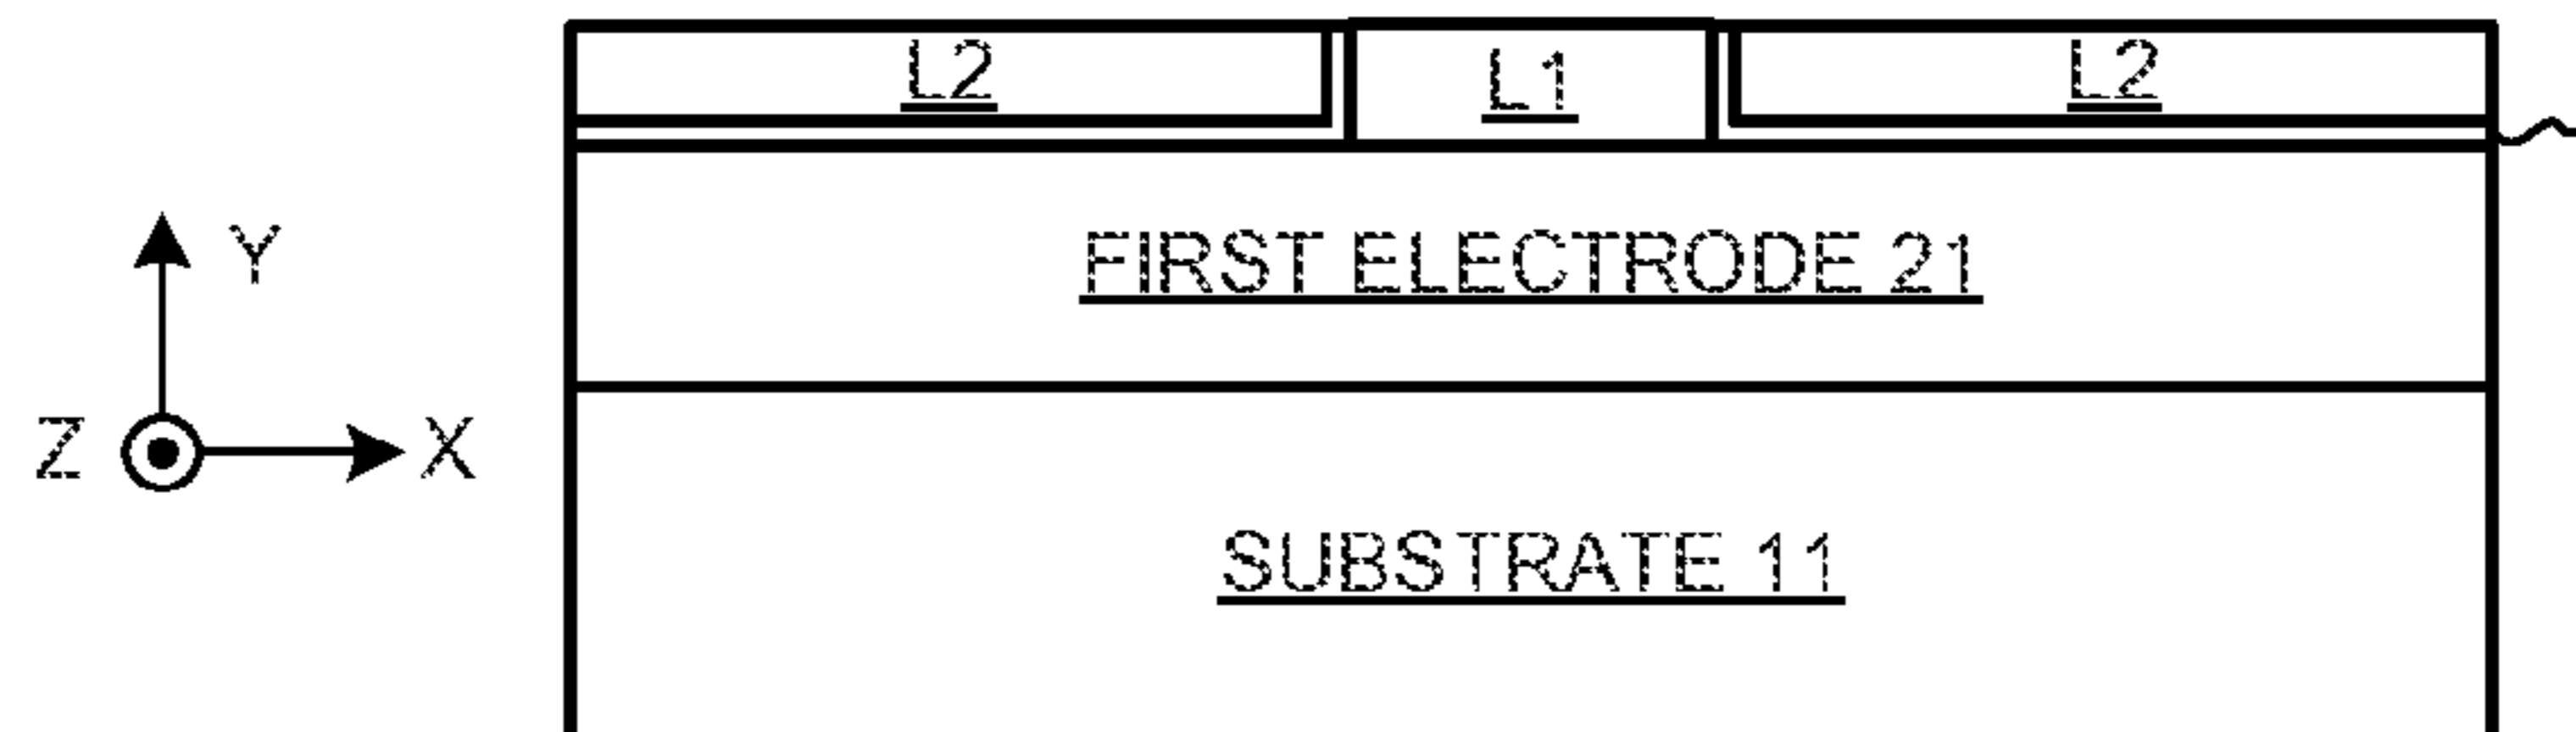 L2 L1 L2
Y
FIRST ELECTRODE 21
Z X
SUBSTRATE 11